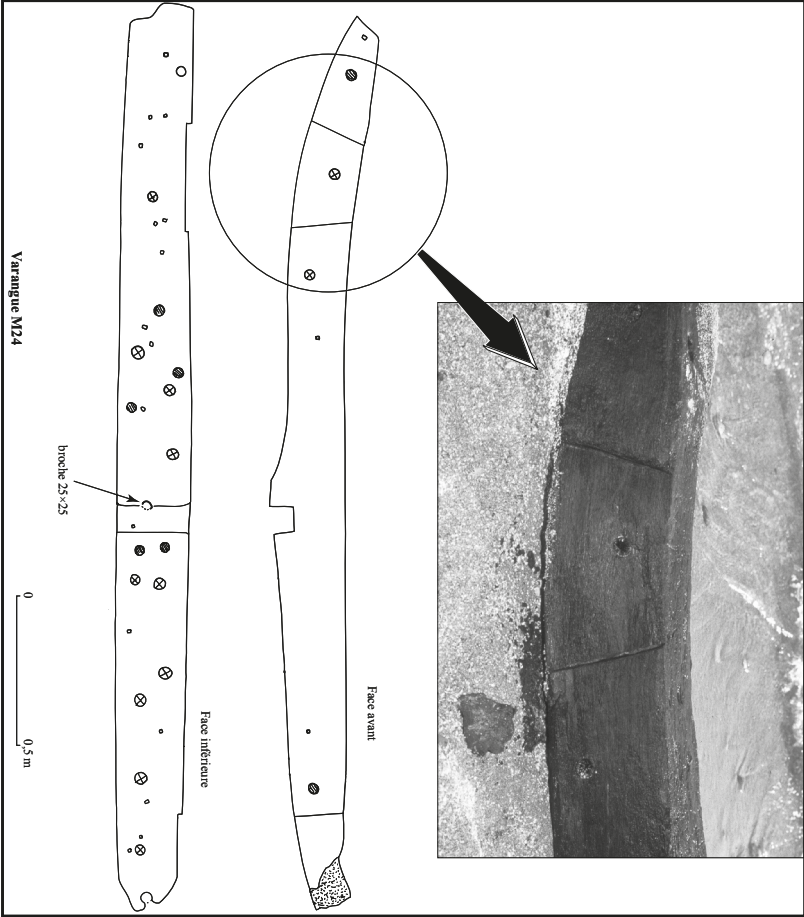 Face avant
Face inférieure
broche 25×25
0
0,5 m
Varangue M24